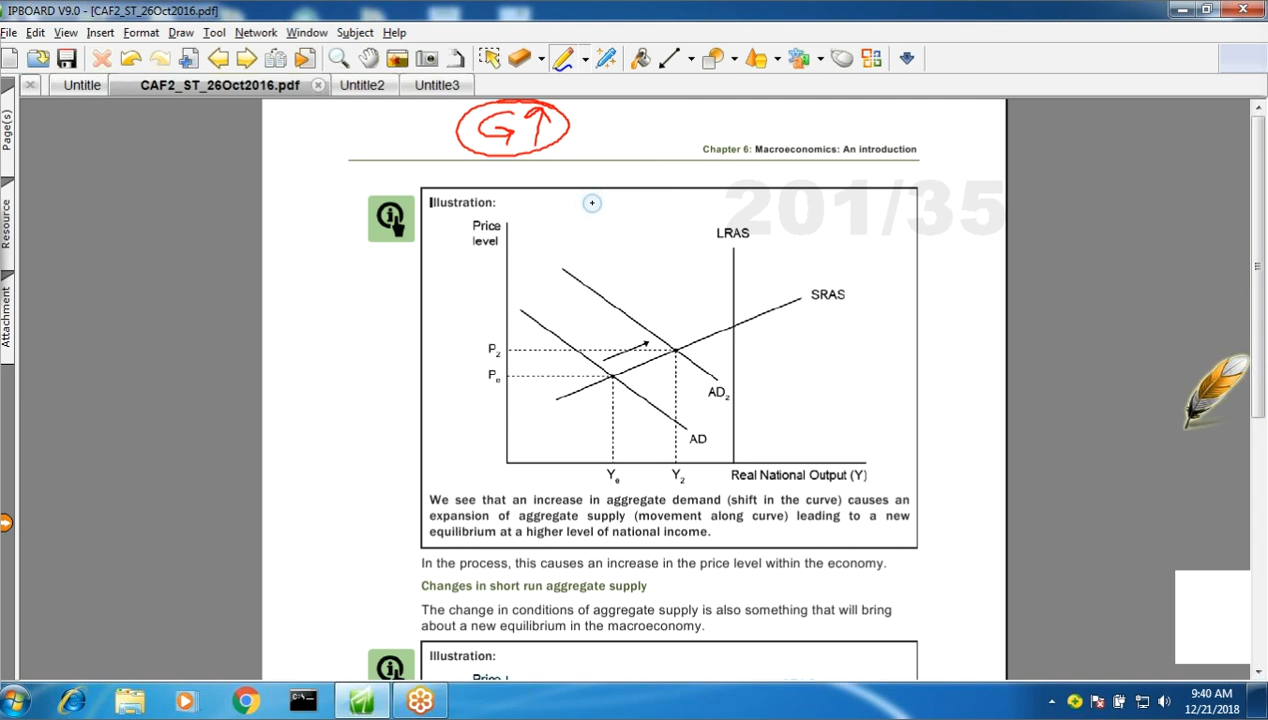 IPBOARD V9.0 - [CAF2_ST_26Oct2016.pdf]
File Edit View Insert Format Draw Tool Network Window Subject Help
Untitle CAF2_ST_26Oct2016.pdf Untitle2 Untitle3
Page(s)
Resource
Attachment
G↑
Chapter 6: Macroeconomics: An introduction
201/35
Illustration:
Price
level
LRAS
SRAS
P2
Pe
AD2
AD
Ye Y2 Real National Output (Y)
We see that an increase in aggregate demand (shift in the curve) causes an
expansion of aggregate supply (movement along curve) leading to a new
equilibrium at a higher level of national income.
In the process, this causes an increase in the price level within the economy.
Changes in short run aggregate supply
The change in conditions of aggregate supply is also something that will bring
about a new equilibrium in the macroeconomy.
Illustration:
Price
9:40 AM
12/21/2018